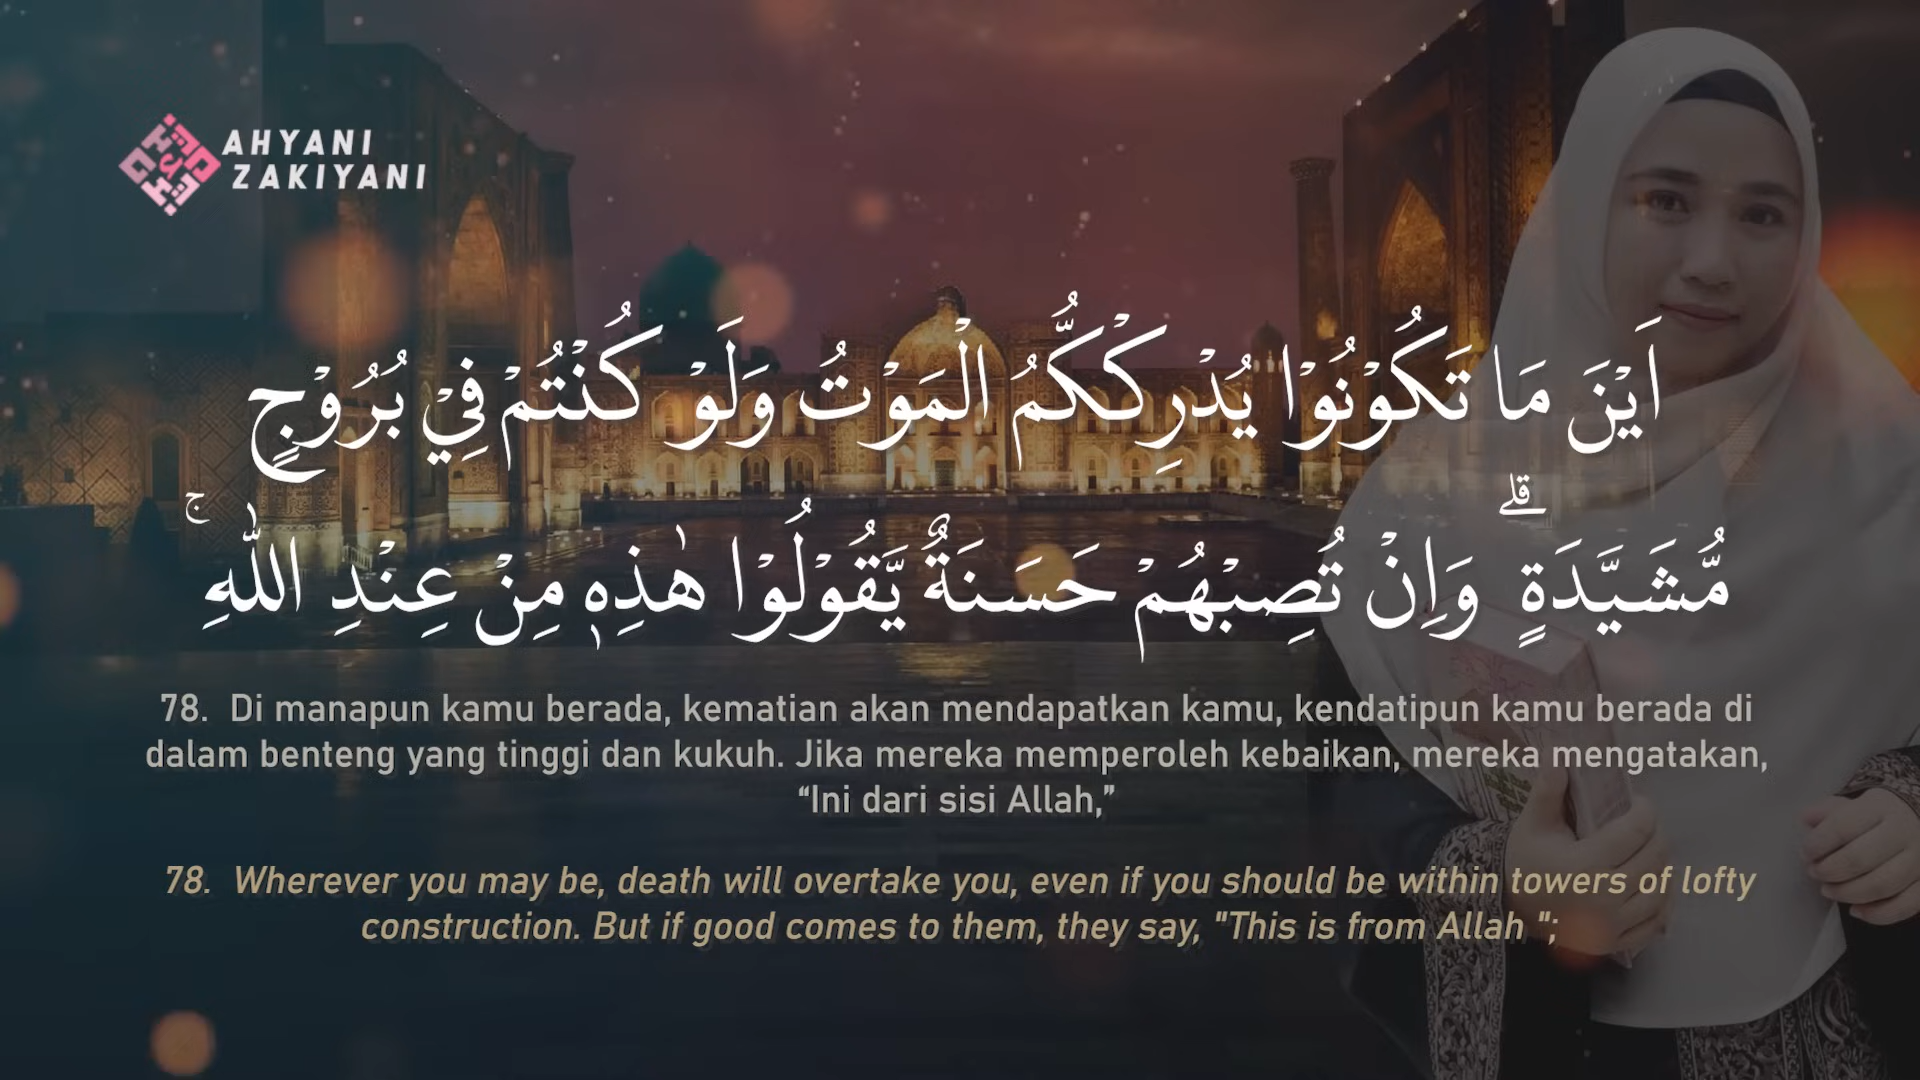 AHYANI
ZAKIYANI
اَيْنَ مَا تَكُوْنُوْا يُدْرِكْكُّمُ الْمَوْتُ وَلَوْ كُنْتُمْ فِيْ بُرُوْجٍ
مُّشَيَّدَةٍ ۗ وَاِنْ تُصِبْهُمْ حَسَنَةٌ يَّقُوْلُوْا هٰذِهٖ مِنْ عِنْدِ اللّٰهِ ۚ
78. Di manapun kamu berada, kematian akan mendapatkan kamu, kendatipun kamu berada di
dalam benteng yang tinggi dan kukuh. Jika mereka memperoleh kebaikan, mereka mengatakan,
“Ini dari sisi Allah,”
78. Wherever you may be, death will overtake you, even if you should be within towers of lofty
construction. But if good comes to them, they say, "This is from Allah ";